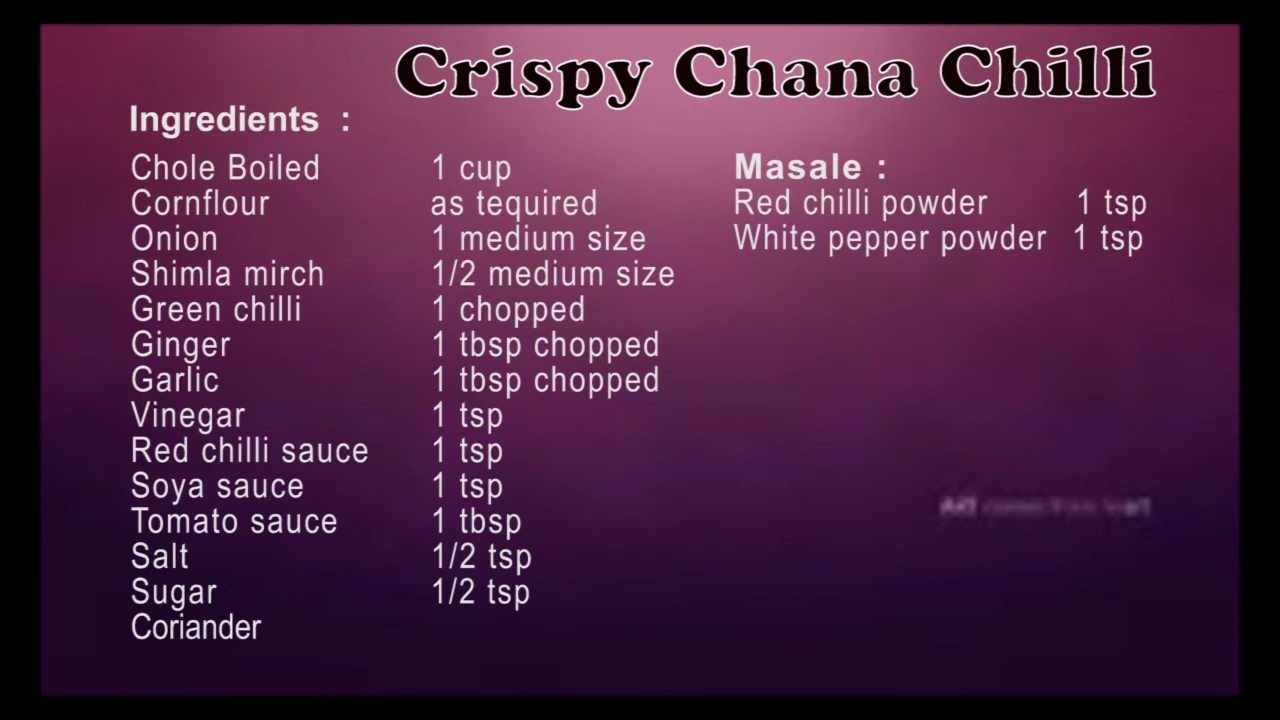 Crispy Chana Chilli
Ingredients :
Chole Boiled 1 cup
Cornflour as tequired
Onion 1 medium size
Shimla mirch 1/2 medium size
Green chilli 1 chopped
Ginger 1 tbsp chopped
Garlic 1 tbsp chopped
Vinegar 1 tsp
Red chilli sauce 1 tsp
Soya sauce 1 tsp
Tomato sauce 1 tbsp
Salt 1/2 tsp
Sugar 1/2 tsp
Coriander
Masale :
Red chilli powder 1 tsp
White pepper powder 1 tsp